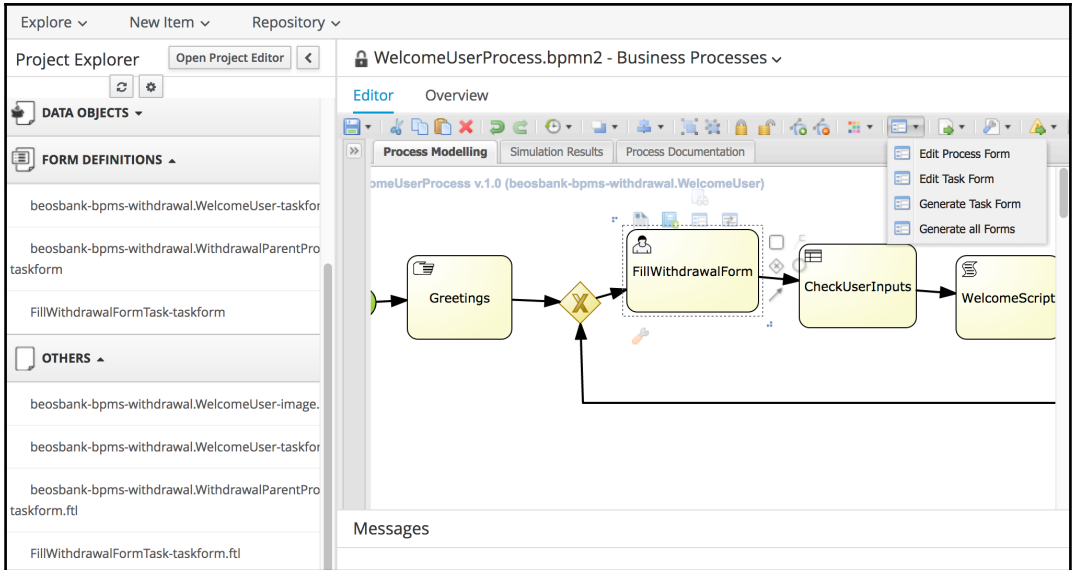 Explore New Item Repository
Project Explorer
Open Project Editor
DATA OBJECTS
FORM DEFINITIONS
beosbank-bpms-withdrawal.WelcomeUser-taskfor
beosbank-bpms-withdrawal.WithdrawalParentPro
taskform
FillWithdrawalFormTask-taskform
OTHERS
beosbank-bpms-withdrawal.WelcomeUser-image.
beosbank-bpms-withdrawal.WelcomeUser-taskfor
beosbank-bpms-withdrawal.WithdrawalParentPro
taskform.ftl
FillWithdrawalFormTask-taskform.ftl
WelcomeUserProcess.bpmn2 - Business Processes
Editor Overview
Process Modelling Simulation Results Process Documentation
Edit Process Form
Edit Task Form
Generate Task Form
Generate all Forms
omeUserProcess v.1.0 (beosbank-bpms-withdrawal.WelcomeUser)
Greetings
X
FillWithdrawalForm
CheckUserInputs
WelcomeScript
Messages